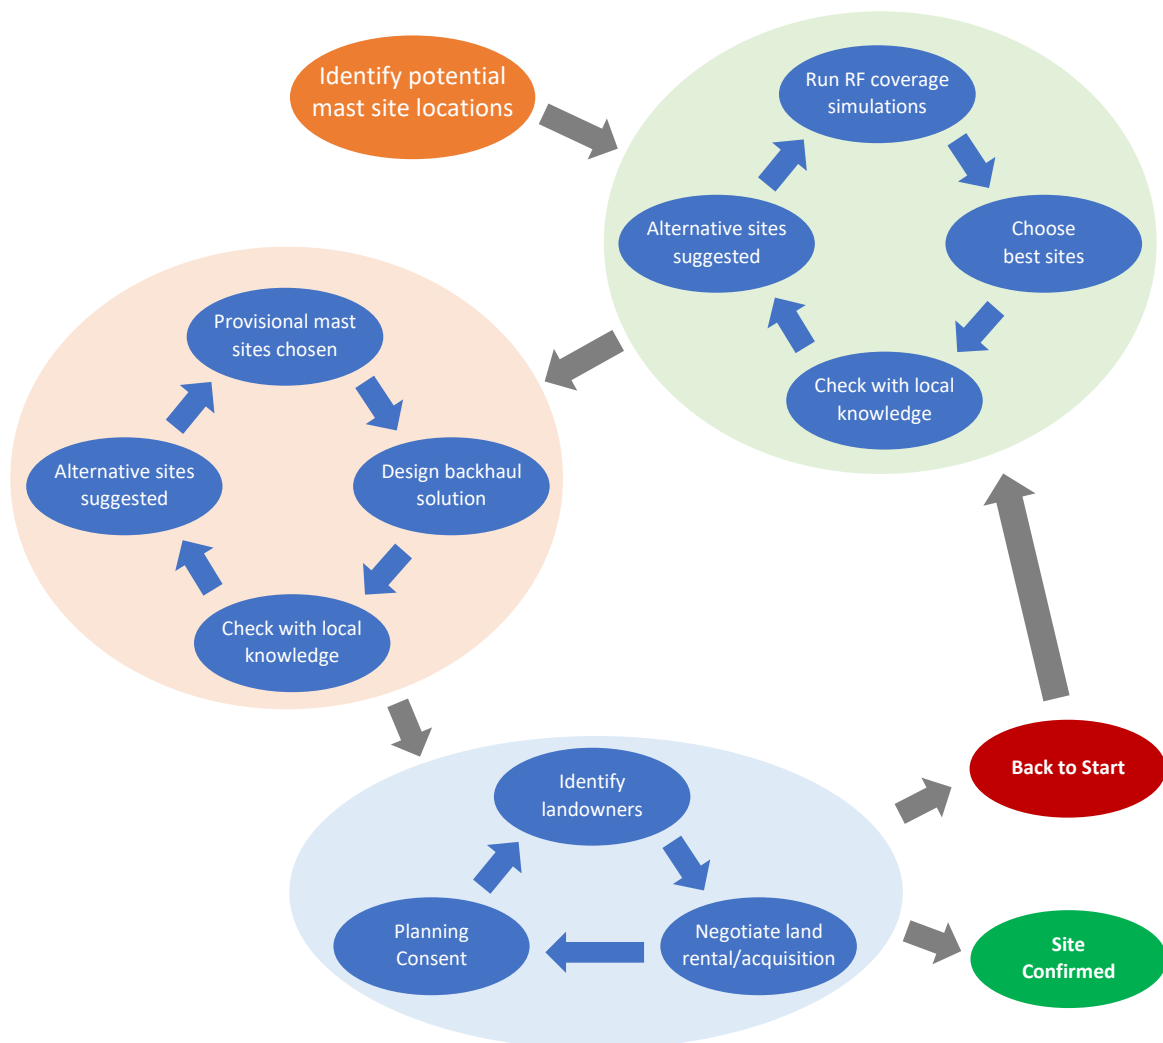 Identify potential
mast site locations
Run RF coverage
simulations
Choose
best sites
Check with local
knowledge
Alternative sites
suggested
Provisional mast
sites chosen
Design backhaul
solution
Check with local
knowledge
Alternative sites
suggested
Identify
landowners
Negotiate land
rental/acquisition
Planning
Consent
Back to Start
Site
Confirmed